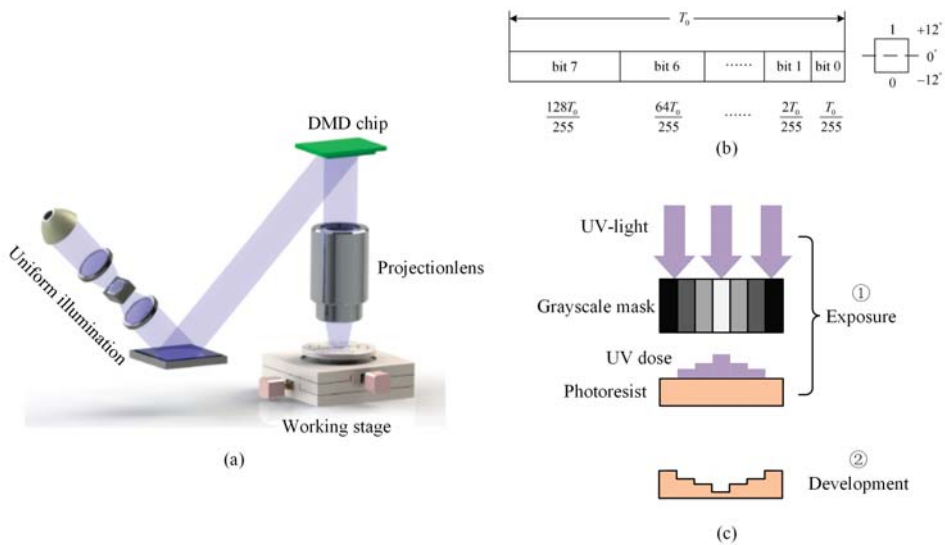 DMD chip
Uniform illumination
Projectionlens
Working stage
(a)
T₀
bit 7 bit 6 ...... bit 1 bit 0
1 +12°
0°
0 −12°
128T₀/255 64T₀/255 ...... 2T₀/255 T₀/255
(b)
UV-light
Grayscale mask
①
Exposure
UV dose
Photoresist
②
Development
(c)